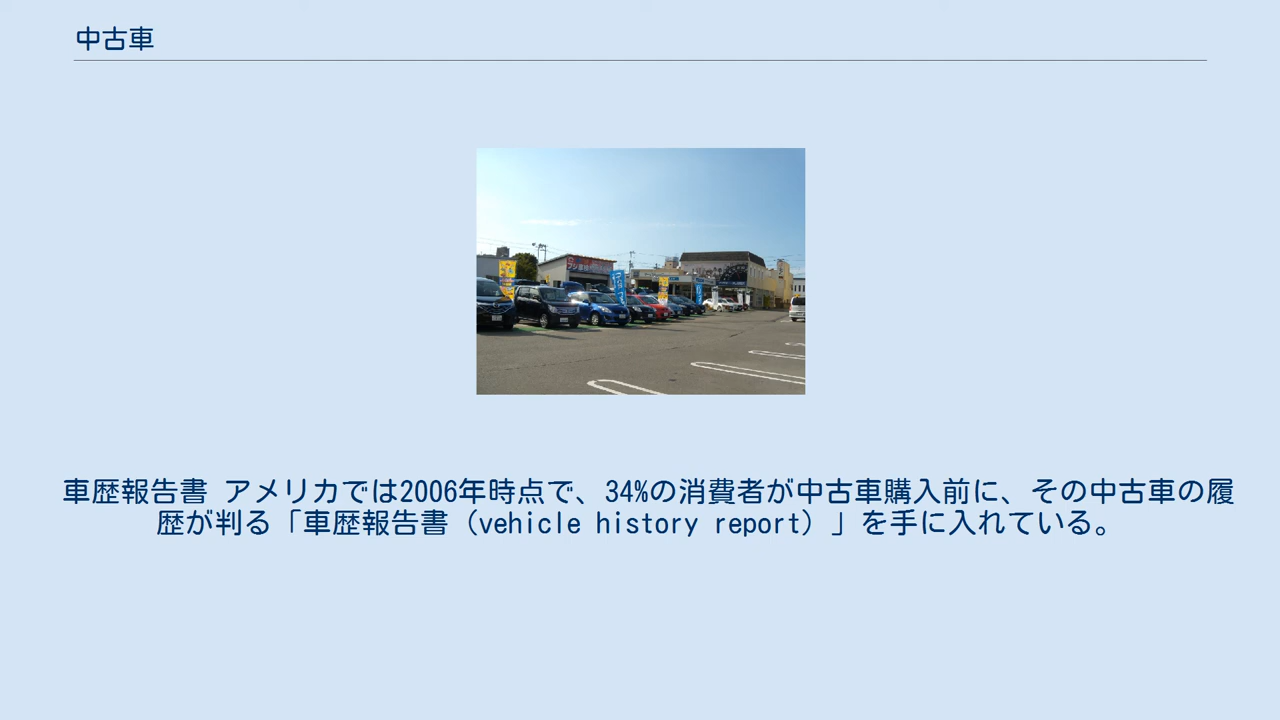 中古車
車歴報告書 アメリカでは2006年時点で、34%の消費者が中古車購入前に、その中古車の履
歴が判る「車歴報告書（vehicle history report）」を手に入れている。